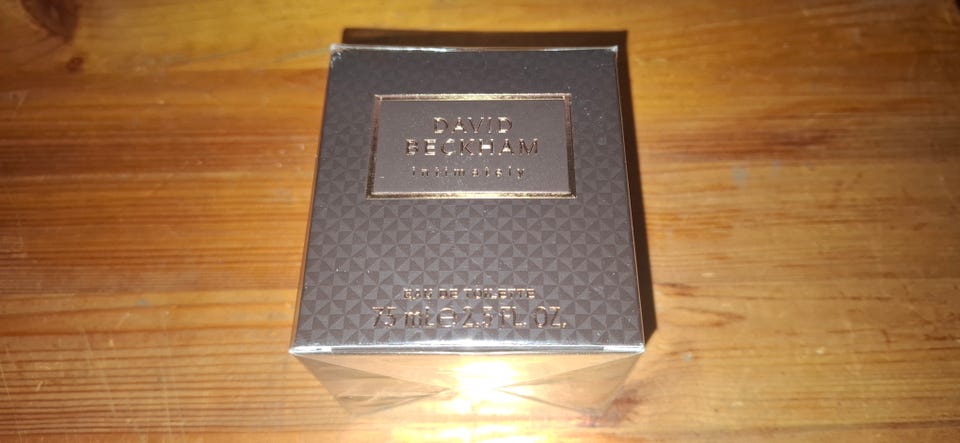 DAVID
BECKHAM
intimately
EAU DE TOILETTE
75 mL ℮ 2.5 FL. OZ.